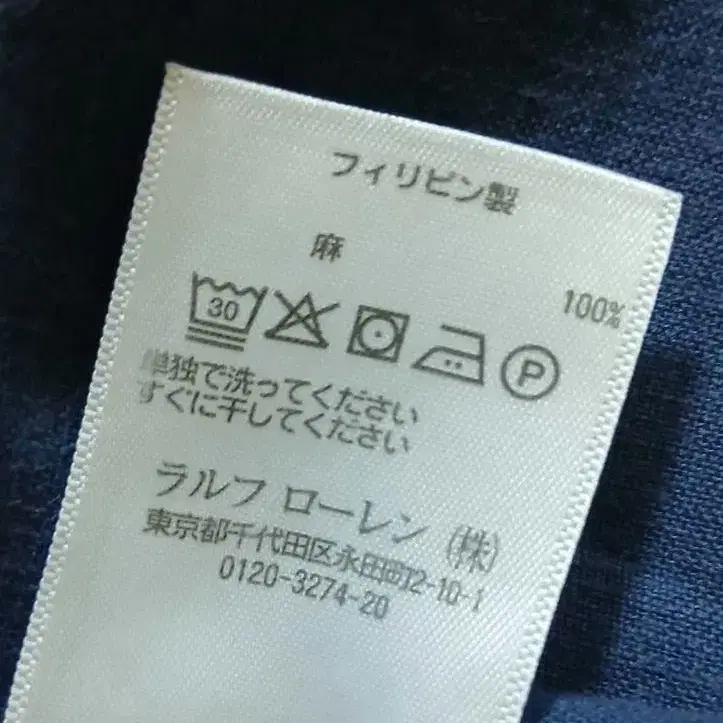 フィリピン製
麻
100%
30
P
単独で洗ってください
すぐに干してください
ラルフ ローレン (株)
東京都千代田区永田町2-10-1
0120-3274-20